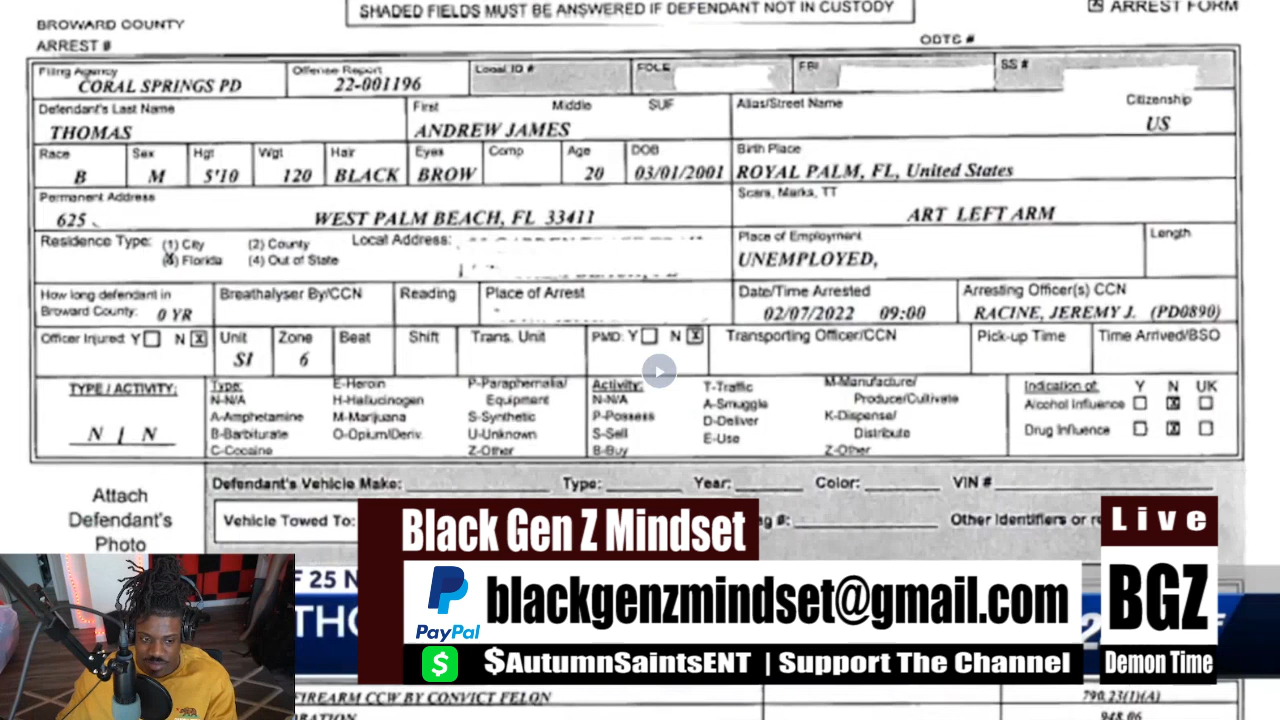 SHADED FIELDS MUST BE ANSWERED IF DEFENDANT NOT IN CUSTODY
ARREST FORM
BROWARD COUNTY
ARREST #
OBTS #
Filing Agency
CORAL SPRINGS PD
Offense Report
22-001196
Local ID #
FDLE
FBI
SS #
Defendant's Last Name
THOMAS
First Middle SUF
ANDREW JAMES
Alias/Street Name
Citizenship
US
Race
B
Sex
M
Hgt
5'10
Wgt
120
Hair
BLACK
Eyes
BROW
Comp
Age
20
DOB
03/01/2001
Birth Place
ROYAL PALM, FL, United States
Permanent Address
625 WEST PALM BEACH, FL 33411
Scars, Marks, TT
ART LEFT ARM
Residence Type: (1) City (2) County
Florida (4) Out of State
Local Address:
Place of Employment
UNEMPLOYED,
Length
How long defendant in
Broward County: 0 YR
Breathalyser By/CCN
Reading
Place of Arrest
Date/Time Arrested
02/07/2022 09:00
Arresting Officer(s) CCN
RACINE, JEREMY J. (PD0890)
Officer Injured: Y N X
Unit
SI
Zone
6
Beat
Shift
Trans. Unit
PMD: Y N X
Transporting Officer/CCN
Pick-up Time
Time Arrived/BSO
TYPE / ACTIVITY:
N / N
Type:
N-N/A
A-Amphetamine
B-Barbiturate
C-Cocaine
E-Heroin
H-Hallucinogen
M-Marijuana
O-Opium/Deriv.
P-Paraphernalia/
Equipment
S-Synthetic
U-Unknown
Z-Other
Activity:
N-N/A
P-Possess
S-Sell
B-Buy
T-Traffic
A-Smuggle
D-Deliver
E-Use
M-Manufacture/
Produce/Cultivate
K-Dispense/
Distribute
Z-Other
Indication of: Y N UK
Alcohol Influence X
Drug Influence X
Attach
Defendant's
Photo
Defendant's Vehicle Make: Type: Year: Color: VIN #
Vehicle Towed To:
#:
Other Identifiers or
Black Gen Z Mindset
Live
PayPal
blackgenzmindset@gmail.com
BGZ
$
$AutumnSaintsENT | Support The Channel
Demon Time
F 25 N
FIREARM CCW BY CONVICT FELON
790.23(1)(A)
948.06